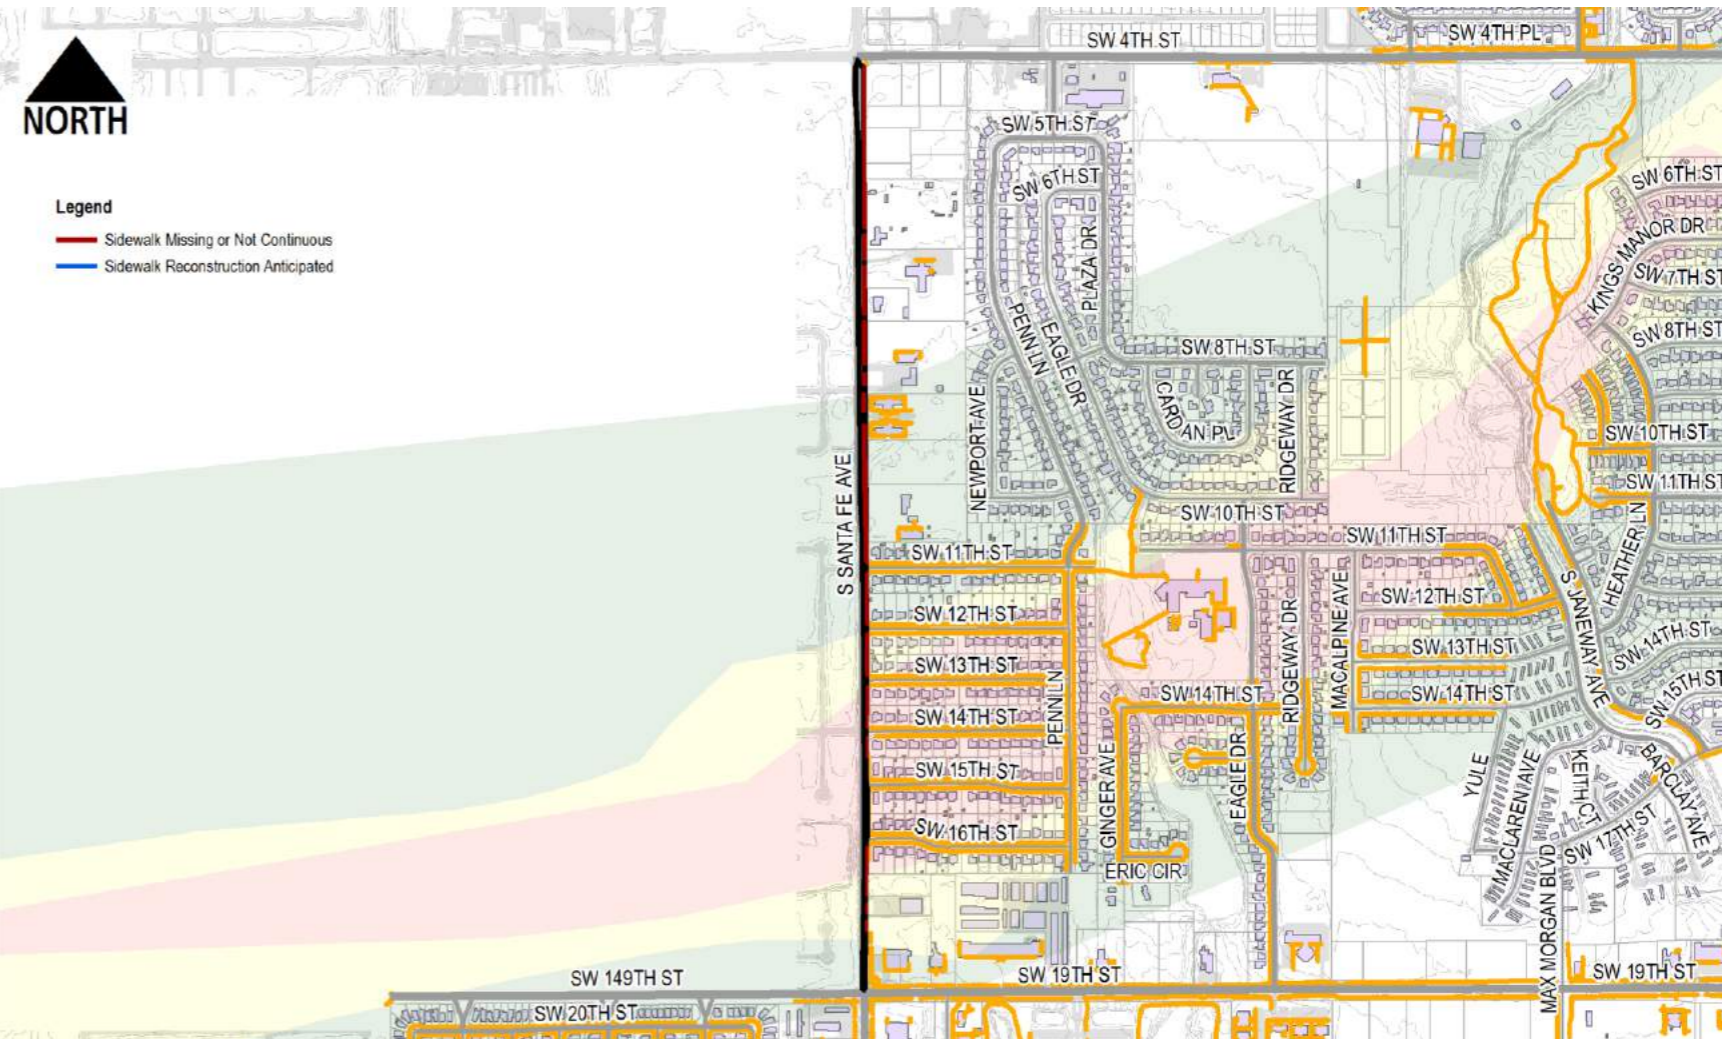 NORTH
Legend
Sidewalk Missing or Not Continuous
Sidewalk Reconstruction Anticipated
SW 4TH ST
SW 4TH PL
SW 5TH ST
SW 6TH ST
SW 6TH ST
KINGS MANOR DR
SW 7TH ST
PLAZA DR
PENN LN
EAGLE DR
SW 8TH ST
SW 8TH ST
NEWPORT AVE
CARDAN PL
RIDGEWAY DR
SW 10TH ST
SW 10TH ST
SW 11TH ST
S SANTA FE AVE
SW 11TH ST
SW 11TH ST
HEATHER LN
SW 12TH ST
SW 12TH ST
RIDGEWAY DR
MACALPINE AVE
S JANEWAY AVE
SW 13TH ST
SW 13TH ST
SW 14TH ST
PENN LN
SW 14TH ST
SW 14TH ST
SW 14TH ST
SW 15TH ST
SW 15TH ST
GINGER AVE
EAGLE DR
YULE
MACLAREN AVE
KEITH CT
BARCLAY AVE
SW 16TH ST
SW 17TH ST
ERIC CIR
MAX MORGAN BLVD
SW 149TH ST
SW 19TH ST
SW 19TH ST
SW 20TH ST